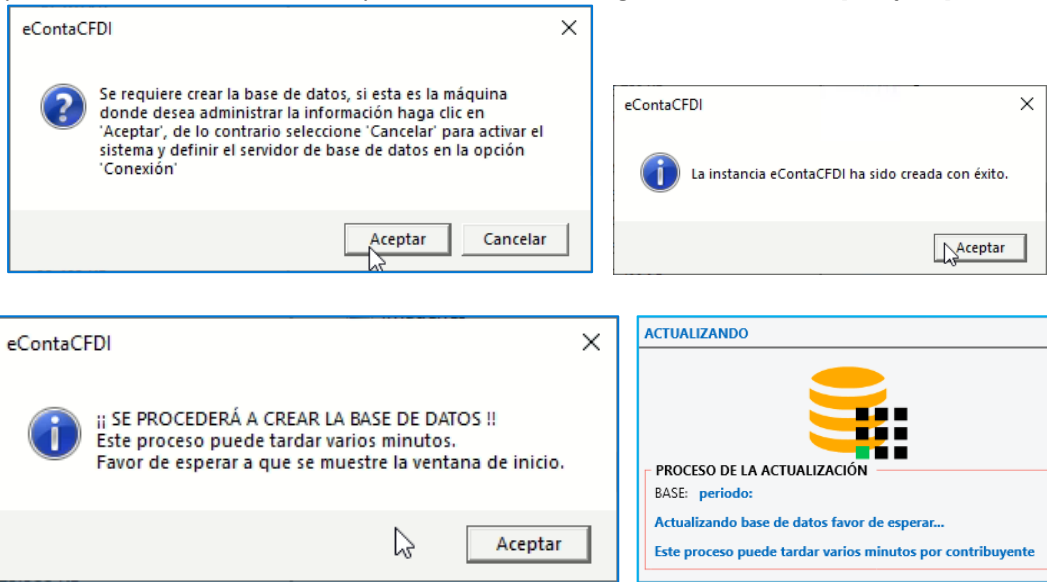 eContaCFDI
Se requiere crear la base de datos, si esta es la máquina
donde desea administrar la información haga clic en
'Aceptar', de lo contrario seleccione 'Cancelar' para activar el
sistema y definir el servidor de base de datos en la opción
'Conexión'
Aceptar
Cancelar
eContaCFDI
La instancia eContaCFDI ha sido creada con éxito.
Aceptar
eContaCFDI
¡¡ SE PROCEDERÁ A CREAR LA BASE DE DATOS !!
Este proceso puede tardar varios minutos.
Favor de esperar a que se muestre la ventana de inicio.
Aceptar
ACTUALIZANDO
PROCESO DE LA ACTUALIZACIÓN
BASE: periodo:
Actualizando base de datos favor de esperar...
Este proceso puede tardar varios minutos por contribuyente